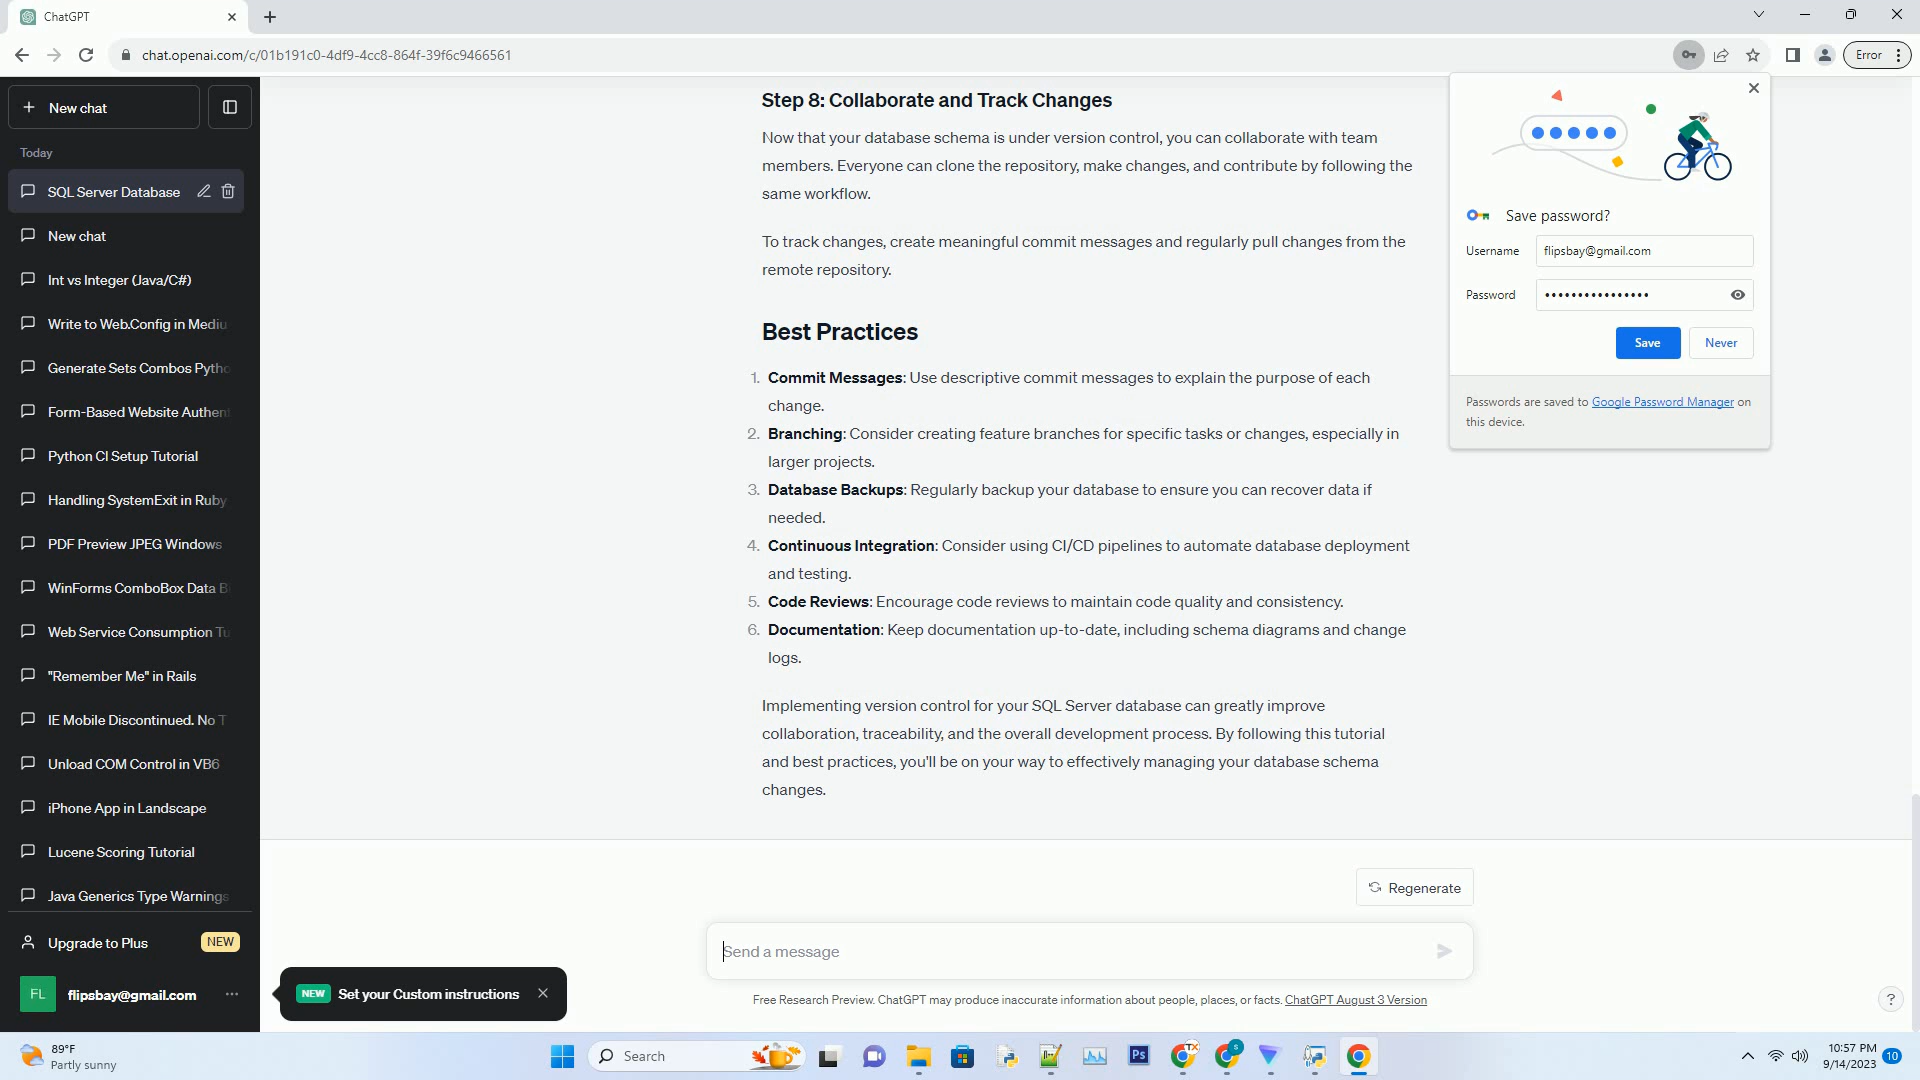 ChatGPT
chat.openai.com/c/01b191c0-4df9-4cc8-864f-39f6c9466561
Error
New chat
Today
SQL Server Database
New chat
Int vs Integer (Java/C#)
Write to Web.Config in Mediu
Generate Sets Combos Pytho
Form-Based Website Authent
Python CI Setup Tutorial
Handling SystemExit in Ruby
PDF Preview JPEG Windows
WinForms ComboBox Data B
Web Service Consumption Tu
"Remember Me" in Rails
IE Mobile Discontinued. No T
Unload COM Control in VB6
iPhone App in Landscape
Lucene Scoring Tutorial
Java Generics Type Warnings
Upgrade to Plus NEW
FL flipsbay@gmail.com
Step 8: Collaborate and Track Changes
Now that your database schema is under version control, you can collaborate with team
members. Everyone can clone the repository, make changes, and contribute by following the
same workflow.
To track changes, create meaningful commit messages and regularly pull changes from the
remote repository.
Best Practices
1. Commit Messages: Use descriptive commit messages to explain the purpose of each
change.
2. Branching: Consider creating feature branches for specific tasks or changes, especially in
larger projects.
3. Database Backups: Regularly backup your database to ensure you can recover data if
needed.
4. Continuous Integration: Consider using CI/CD pipelines to automate database deployment
and testing.
5. Code Reviews: Encourage code reviews to maintain code quality and consistency.
6. Documentation: Keep documentation up-to-date, including schema diagrams and change
logs.
Implementing version control for your SQL Server database can greatly improve
collaboration, traceability, and the overall development process. By following this tutorial
and best practices, you'll be on your way to effectively managing your database schema
changes.
Save password?
Username flipsbay@gmail.com
Password ••••••••••••••••
Save Never
Passwords are saved to Google Password Manager on
this device.
Regenerate
Send a message
NEW Set your Custom instructions
Free Research Preview. ChatGPT may produce inaccurate information about people, places, or facts. ChatGPT August 3 Version
?
89°F
Partly sunny
Search
Ps
TX
S
10:57 PM
9/14/2023
10